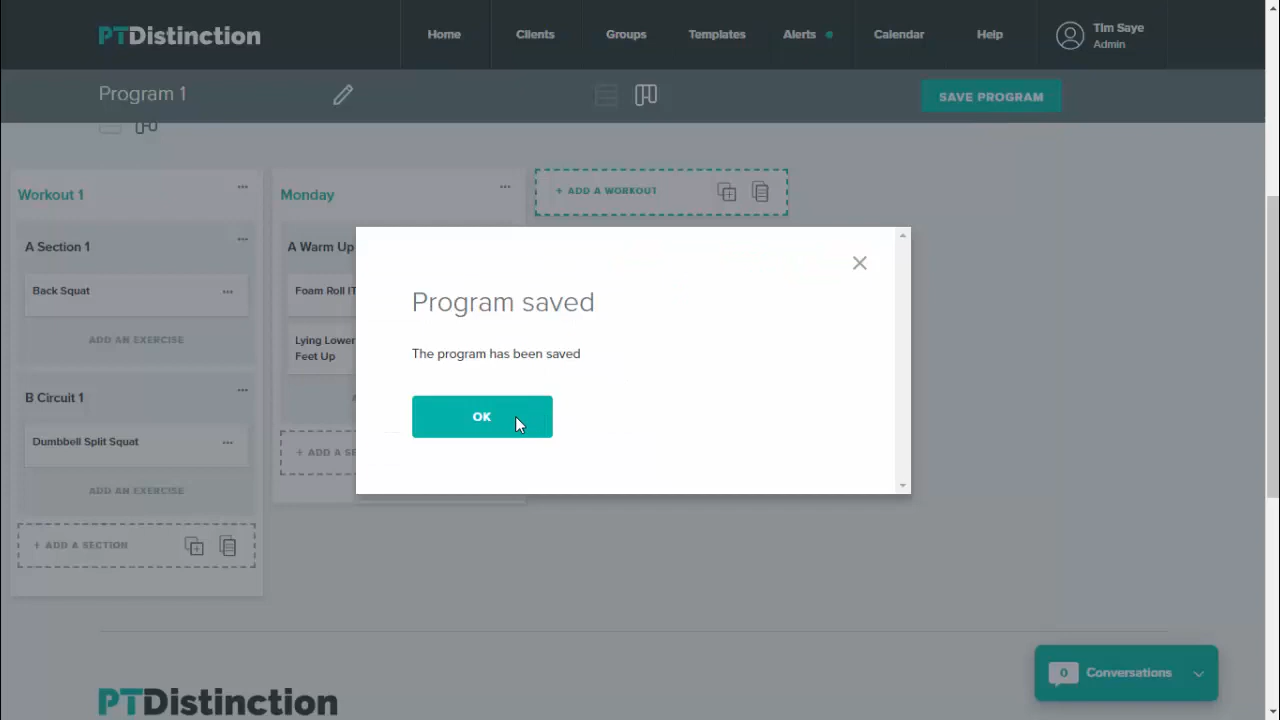 PTDistinction
Home
Clients
Groups
Templates
Alerts
Calendar
Help
Tim Saye
Admin
Program 1
SAVE PROGRAM
Workout 1
A Section 1
Back Squat
ADD AN EXERCISE
B Circuit 1
Dumbbell Split Squat
ADD AN EXERCISE
+ ADD A SECTION
Monday
A Warm Up
Foam Roll IT
Lying Lower
Feet Up
+ ADD A SE
+ ADD A WORKOUT
Program saved
The program has been saved
OK
0 Conversations
PTDistinction